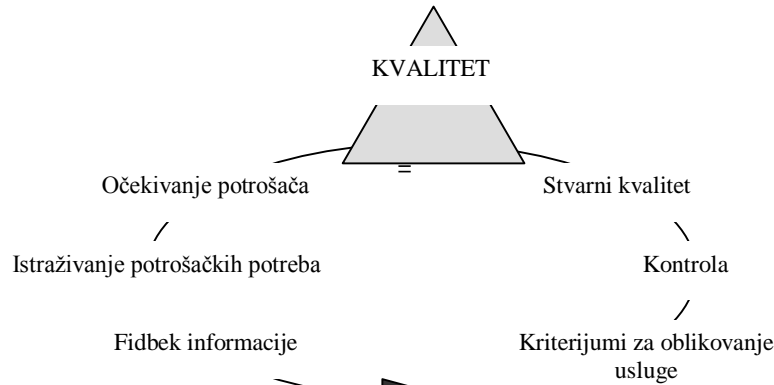 KVALITET
=
Očekivanje potrošača
Stvarni kvalitet
Istraživanje potrošačkih potreba
Kontrola
Fidbek informacije
Kriterijumi za oblikovanje
usluge